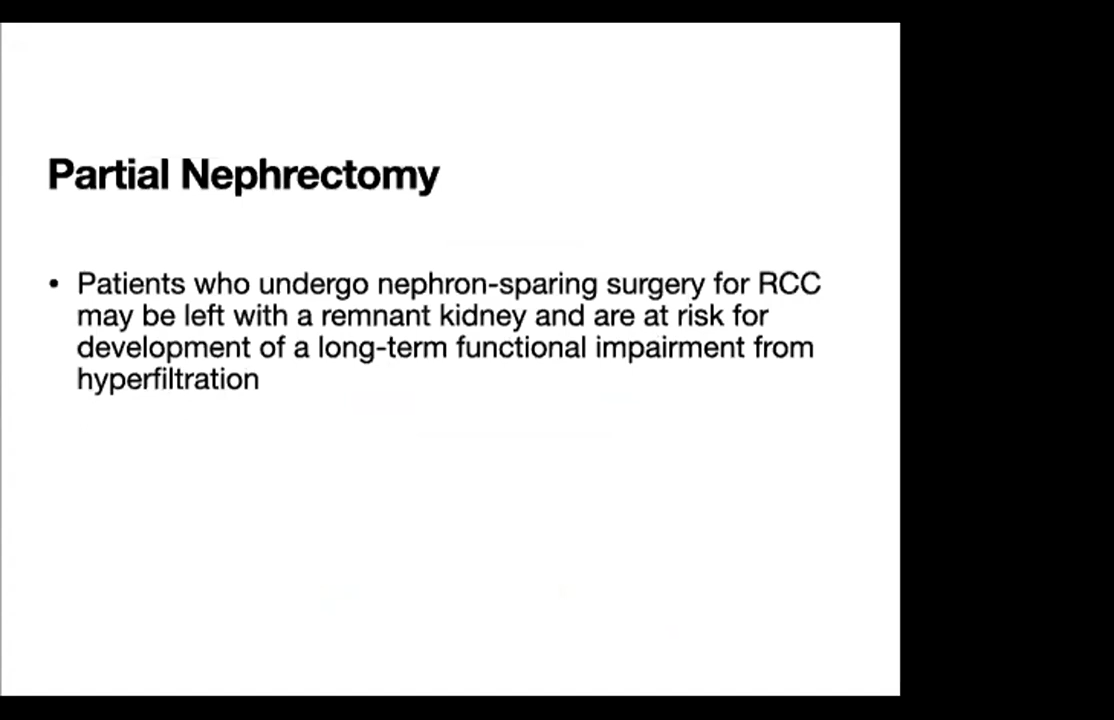 Partial Nephrectomy
• Patients who undergo nephron-sparing surgery for RCC
may be left with a remnant kidney and are at risk for
development of a long-term functional impairment from
hyperfiltration